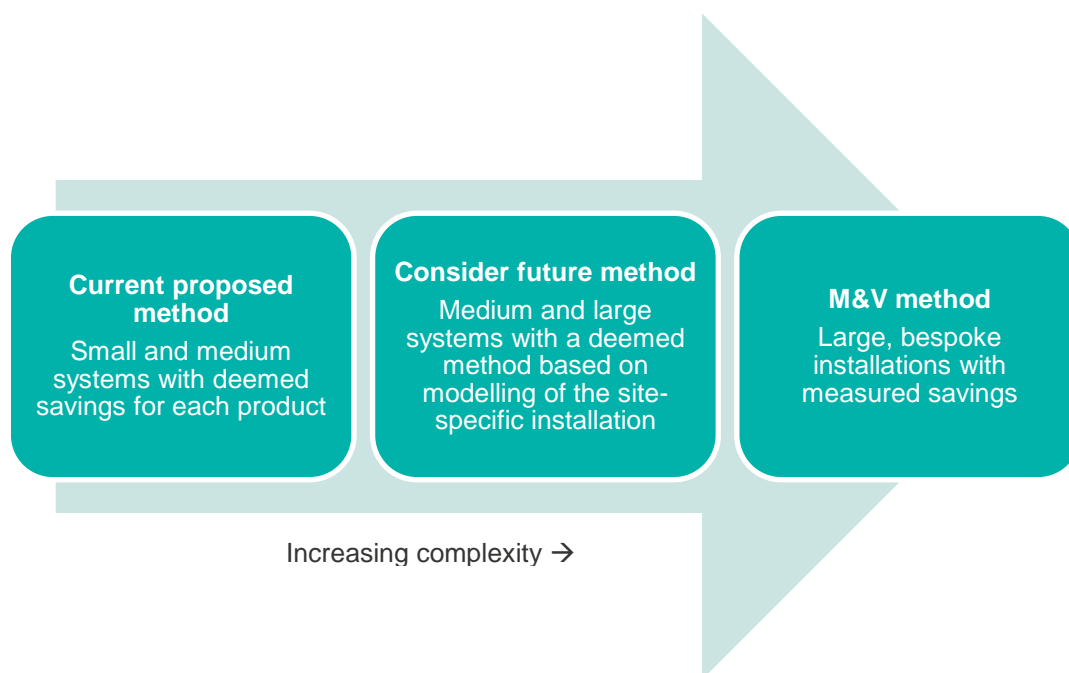 Current proposed
method
Small and medium
systems with deemed
savings for each product
Consider future method
Medium and large
systems with a deemed
method based on
modelling of the site-
specific installation
M&V method
Large, bespoke
installations with
measured savings
Increasing complexity →